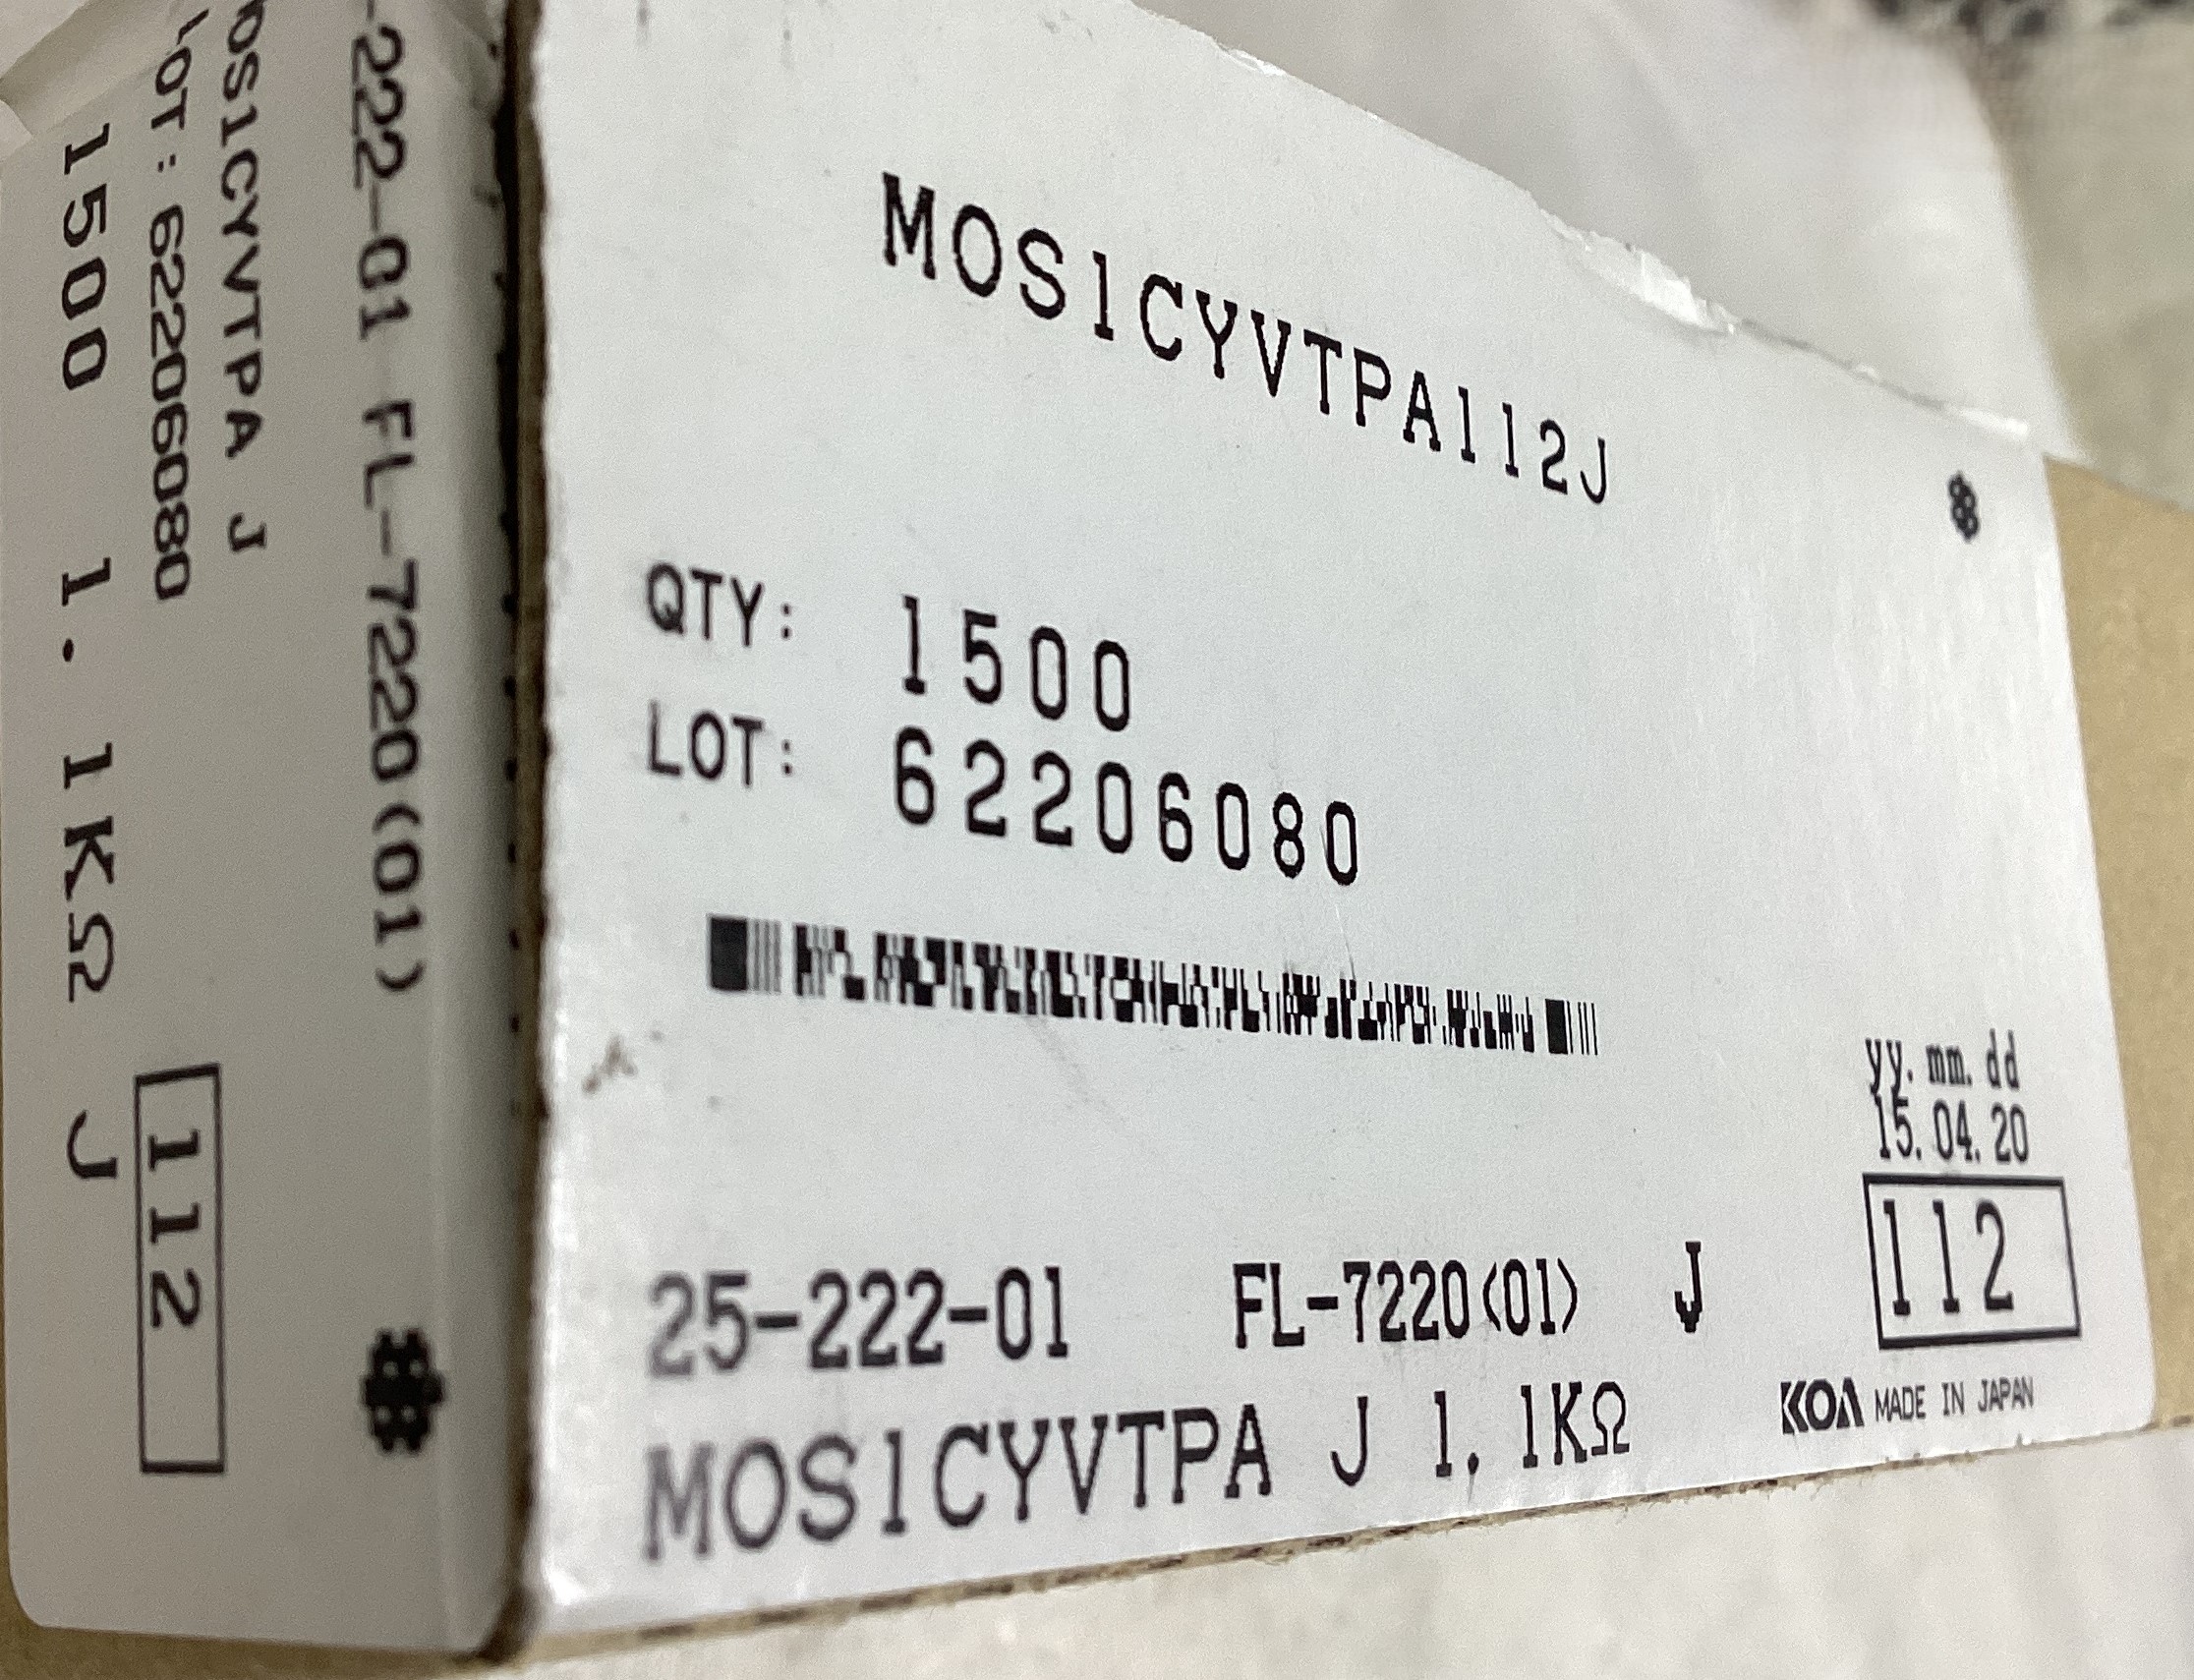 MOS1CYVTPA112J
QTY: 1500
LOT: 62206080
yy. mm. dd
15. 04. 20
112
25-222-01 FL-7220(01) J
MOS1CYVTPA J 1. 1KΩ
KOA MADE IN JAPAN
-222-01 FL-7220(01)
OS1CYVTPA J
OT: 62206080
112
1500 1. 1KΩ J